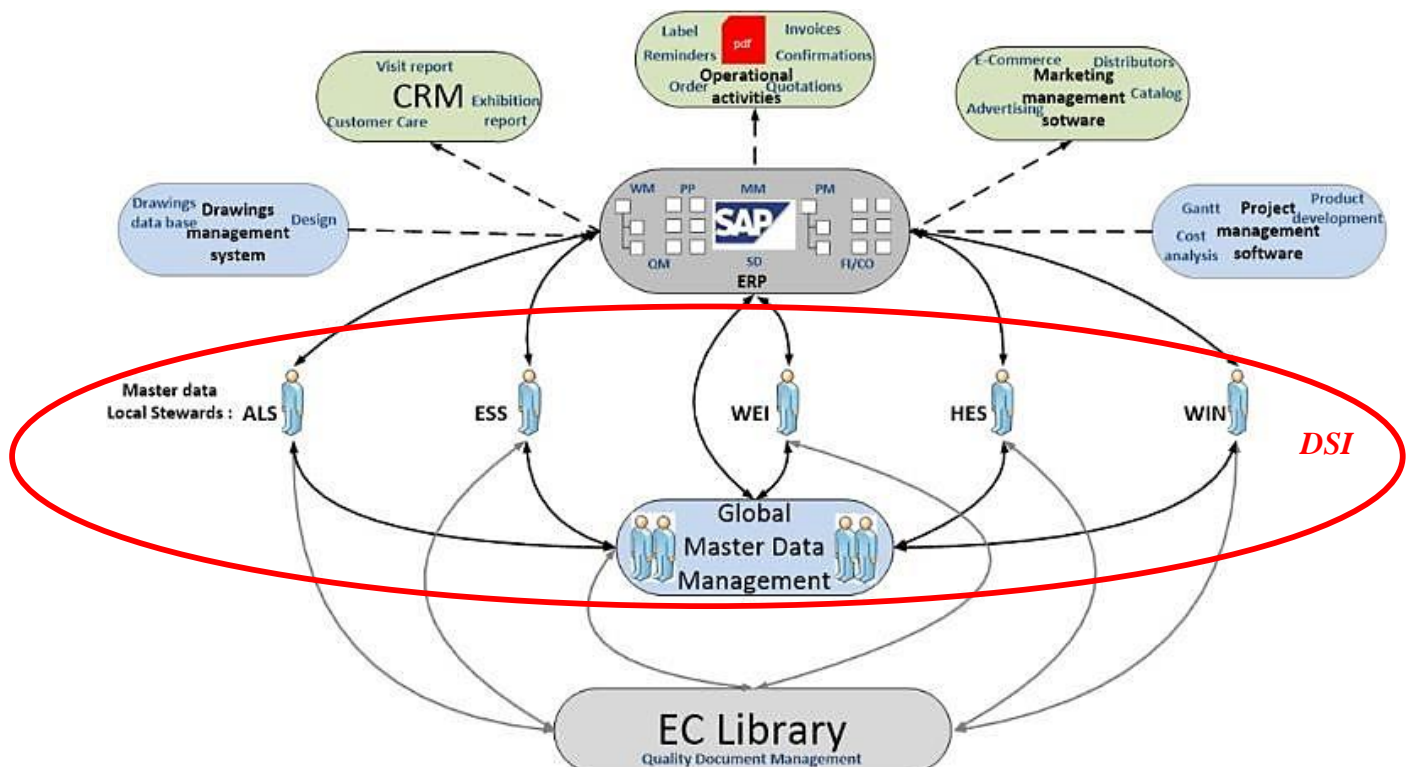 Label
pdf
Invoices
Reminders
Confirmations
Operational
activities
Order
Quotations
Visit report
CRM
Exhibition
report
Customer Care
E-Commerce
Distributors
Marketing
management
sotware
Advertising
Catalog
Drawings
data base
Drawings
management
system
Design
WM
PP
MM
PM
SAP
QM
SD
FI/CO
ERP
Gantt
Project
management
software
Product
development
Cost
analysis
Master data
Local Stewards :
ALS
ESS
WEI
HES
WIN
DSI
Global
Master Data
Management
EC Library
Quality Document Management